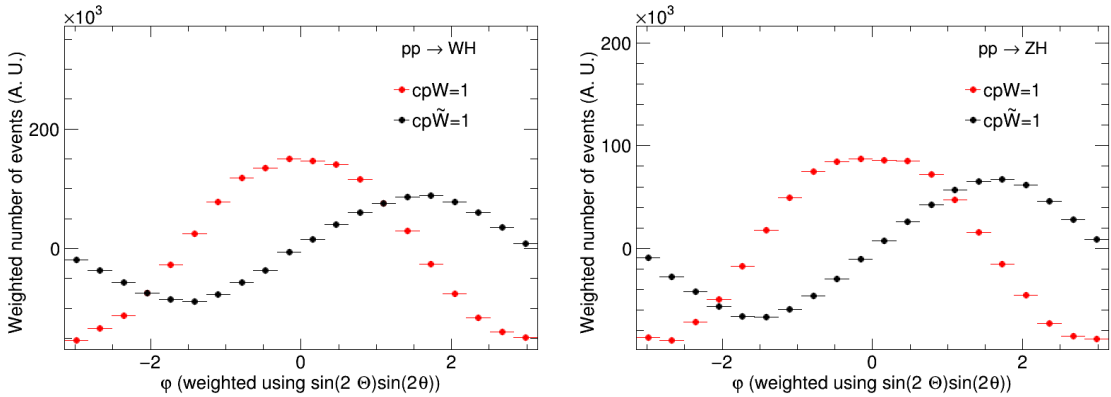 ×10³
Weighted number of events (A. U.)
pp → WH
cpW=1
cpW̃=1
200
0
−2
0
2
φ (weighted using sin(2 Θ)sin(2θ))
×10³
Weighted number of events (A. U.)
pp → ZH
cpW=1
cpW̃=1
200
100
0
−2
0
2
φ (weighted using sin(2 Θ)sin(2θ))